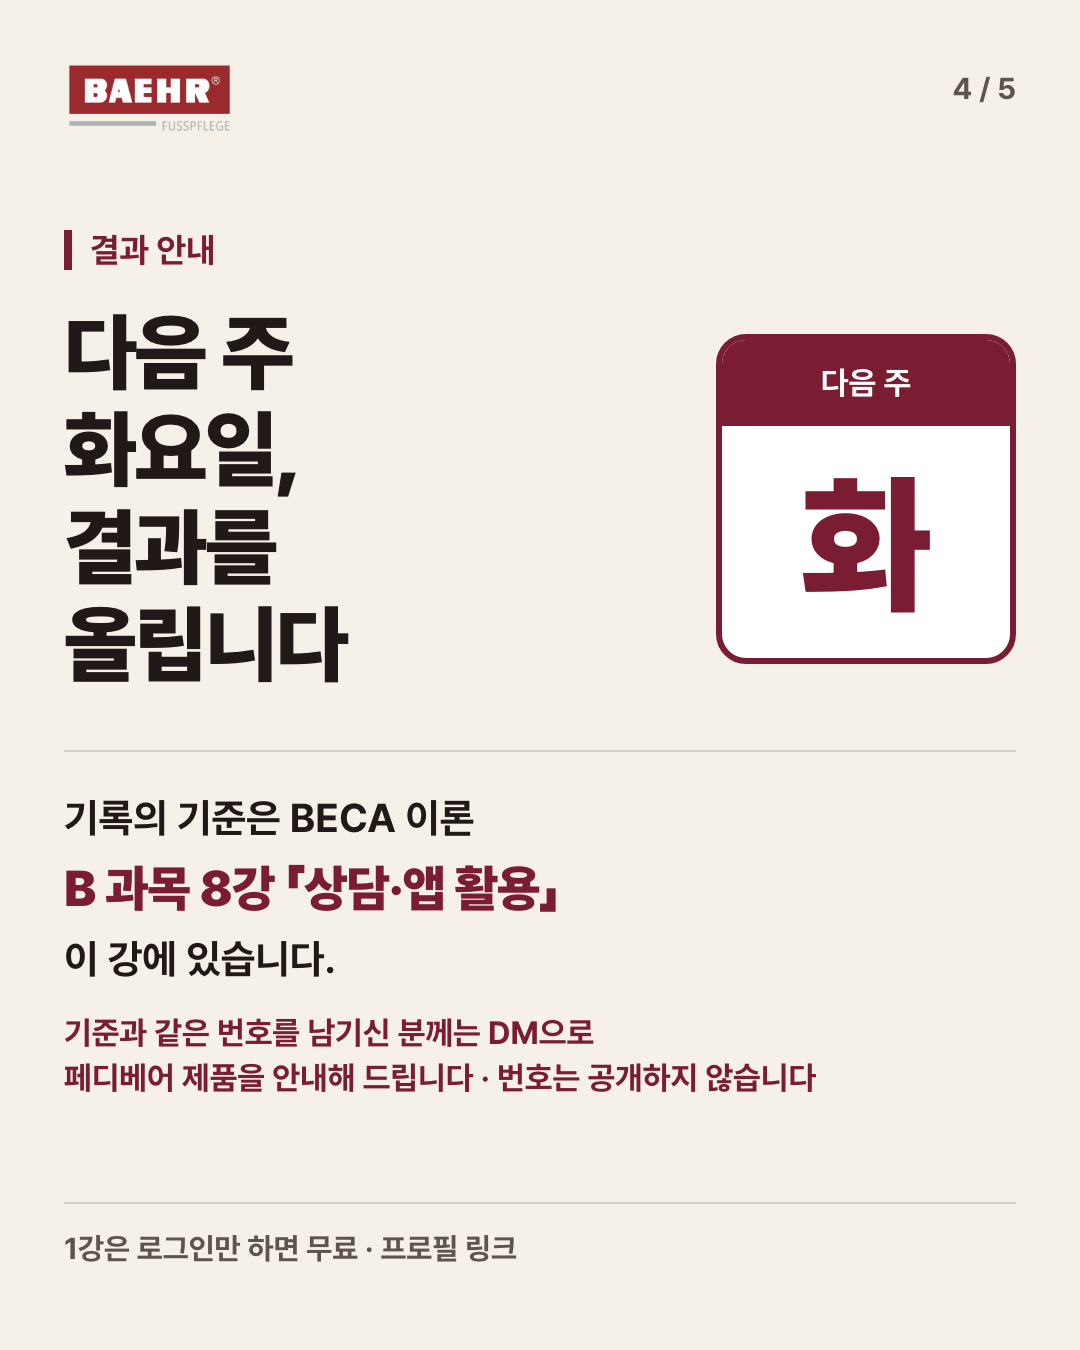 BAEHR®
FUSSPFLEGE
4 / 5
결과 안내
다음 주
화요일,
결과를
올립니다
다음 주
화
기록의 기준은 BECA 이론
B 과목 8강 「상담·앱 활용」
이 강에 있습니다.
기준과 같은 번호를 남기신 분께는 DM으로
페디베어 제품을 안내해 드립니다 · 번호는 공개하지 않습니다
1강은 로그인만 하면 무료 · 프로필 링크